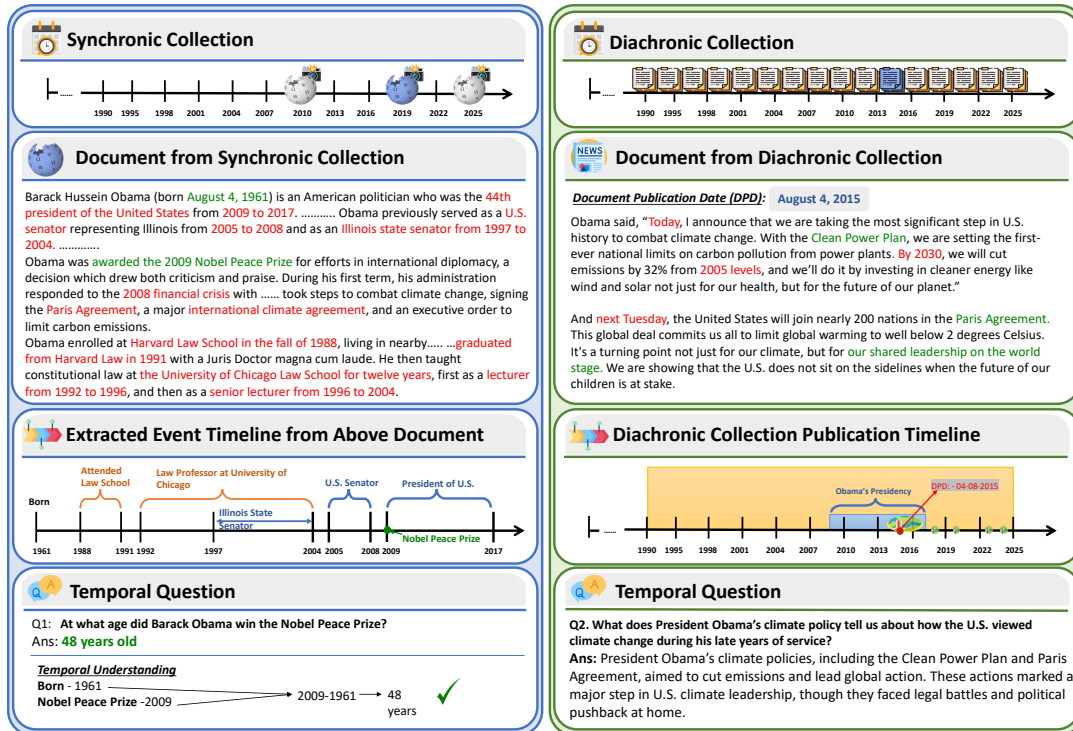 Synchronic Collection
......
1990 1995 1998 2001 2004 2007 2010 2013 2016 2019 2022 2025
Document from Synchronic Collection
Barack Hussein Obama (born August 4, 1961) is an American politician who was the 44th
president of the United States from 2009 to 2017. ........... Obama previously served as a U.S.
senator representing Illinois from 2005 to 2008 and as an Illinois state senator from 1997 to
2004. .............
Obama was awarded the 2009 Nobel Peace Prize for efforts in international diplomacy, a
decision which drew both criticism and praise. During his first term, his administration
responded to the 2008 financial crisis with ...... took steps to combat climate change, signing
the Paris Agreement, a major international climate agreement, and an executive order to
limit carbon emissions.
Obama enrolled at Harvard Law School in the fall of 1988, living in nearby..... ...graduated
from Harvard Law in 1991 with a Juris Doctor magna cum laude. He then taught
constitutional law at the University of Chicago Law School for twelve years, first as a lecturer
from 1992 to 1996, and then as a senior lecturer from 1996 to 2004.
Extracted Event Timeline from Above Document
Attended
Law School
Law Professor at University of
Chicago
U.S. Senator
President of U.S.
Born
Illinois State
Senator
Nobel Peace Prize
1961 1988 1991 1992 1997 2004 2005 2008 2009 2017
Q A
Temporal Question
Q1: At what age did Barack Obama win the Nobel Peace Prize?
Ans: 48 years old
Temporal Understanding
Born - 1961
Nobel Peace Prize -2009
2009-1961
48
years
Diachronic Collection
......
1990 1995 1998 2001 2004 2007 2010 2013 2016 2019 2022 2025
NEWS
Document from Diachronic Collection
Document Publication Date (DPD): August 4, 2015
Obama said, “Today, I announce that we are taking the most significant step in U.S.
history to combat climate change. With the Clean Power Plan, we are setting the first-
ever national limits on carbon pollution from power plants. By 2030, we will cut
emissions by 32% from 2005 levels, and we’ll do it by investing in cleaner energy like
wind and solar not just for our health, but for the future of our planet.”
And next Tuesday, the United States will join nearly 200 nations in the Paris Agreement.
This global deal commits us all to limit global warming to well below 2 degrees Celsius.
It's a turning point not just for our climate, but for our shared leadership on the world
stage. We are showing that the U.S. does not sit on the sidelines when the future of our
children is at stake.
Diachronic Collection Publication Timeline
DPD: - 04-08-2015
Obama’s Presidency
......
1990 1995 1998 2001 2004 2007 2010 2013 2016 2019 2022 2025
Q A
Temporal Question
Q2. What does President Obama’s climate policy tell us about how the U.S. viewed
climate change during his late years of service?
Ans: President Obama’s climate policies, including the Clean Power Plan and Paris
Agreement, aimed to cut emissions and lead global action. These actions marked a
major step in U.S. climate leadership, though they faced legal battles and political
pushback at home.